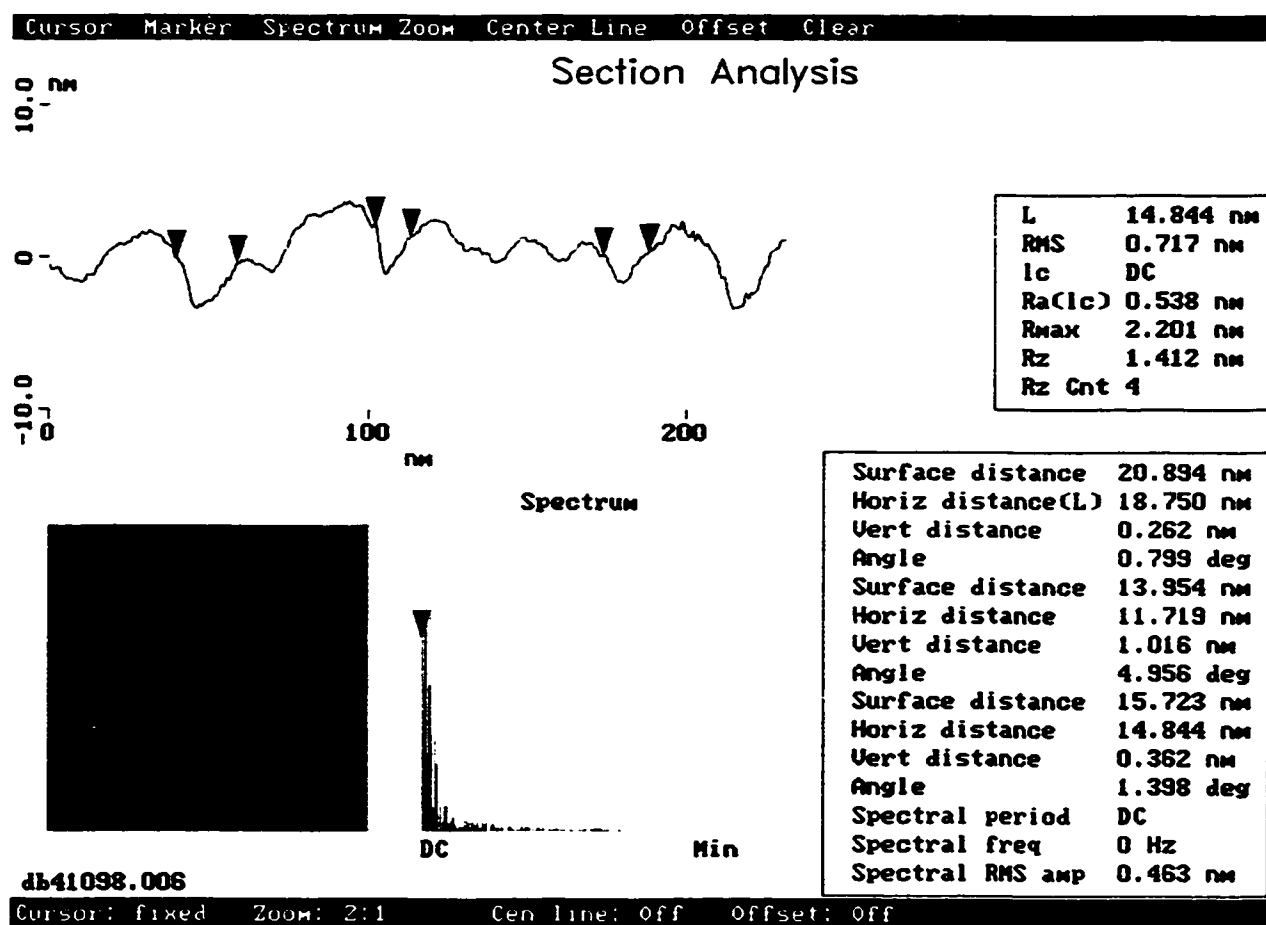 Cursor Marker Spectrum Zoom Center Line Offset Clear
Section Analysis
10.0 nm
0
-10.0
0 100 200
nm
L 14.844 nm
RMS 0.717 nm
lc DC
Ra(lc) 0.538 nm
Rmax 2.201 nm
Rz 1.412 nm
Rz Cnt 4
Spectrum
DC Min
Surface distance 20.894 nm
Horiz distance(L) 18.750 nm
Vert distance 0.262 nm
Angle 0.799 deg
Surface distance 13.954 nm
Horiz distance 11.719 nm
Vert distance 1.016 nm
Angle 4.956 deg
Surface distance 15.723 nm
Horiz distance 14.844 nm
Vert distance 0.362 nm
Angle 1.398 deg
Spectral period DC
Spectral freq 0 Hz
Spectral RMS amp 0.463 nm
db41098.006
Cursor: fixed Zoom: 2:1 Cen line: Off Offset: Off